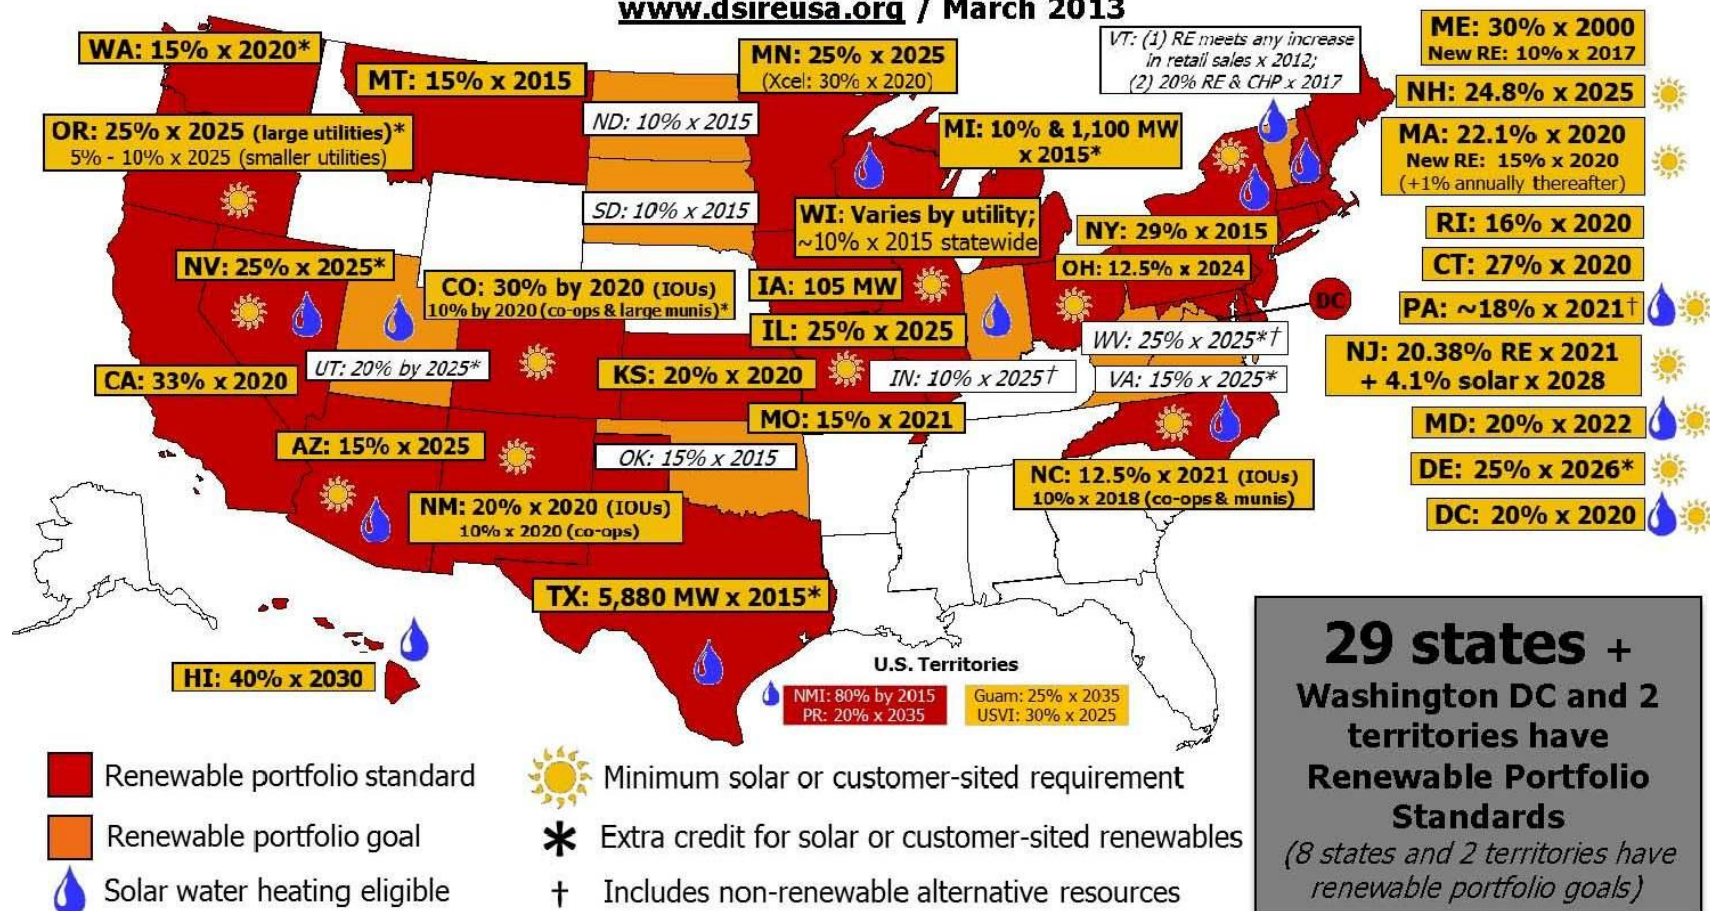 www.dsireusa.org / March 2013
WA: 15% x 2020*
MT: 15% x 2015
MN: 25% x 2025
(Xcel: 30% x 2020)
VT: (1) RE meets any increase
in retail sales x 2012;
(2) 20% RE & CHP x 2017
ME: 30% x 2000
New RE: 10% x 2017
NH: 24.8% x 2025
OR: 25% x 2025 (large utilities)*
5% - 10% x 2025 (smaller utilities)
ND: 10% x 2015
MI: 10% & 1,100 MW
x 2015*
MA: 22.1% x 2020
New RE: 15% x 2020
(+1% annually thereafter)
SD: 10% x 2015
WI: Varies by utility;
~10% x 2015 statewide
NY: 29% x 2015
RI: 16% x 2020
NV: 25% x 2025*
CO: 30% by 2020 (IOUs)
10% by 2020 (co-ops & large munis)*
IA: 105 MW
OH: 12.5% x 2024
CT: 27% x 2020
DC
PA: ~18% x 2021†
IL: 25% x 2025
WV: 25% x 2025*†
NJ: 20.38% RE x 2021
+ 4.1% solar x 2028
CA: 33% x 2020
UT: 20% by 2025*
KS: 20% x 2020
IN: 10% x 2025†
VA: 15% x 2025*
MO: 15% x 2021
MD: 20% x 2022
AZ: 15% x 2025
OK: 15% x 2015
NC: 12.5% x 2021 (IOUs)
10% x 2018 (co-ops & munis)
DE: 25% x 2026*
NM: 20% x 2020 (IOUs)
10% x 2020 (co-ops)
DC: 20% x 2020
TX: 5,880 MW x 2015*
HI: 40% x 2030
U.S. Territories
NMI: 80% by 2015
PR: 20% x 2035
Guam: 25% x 2035
USVI: 30% x 2025
29 states +
Washington DC and 2
territories have
Renewable Portfolio
Standards
(8 states and 2 territories have
renewable portfolio goals)
Renewable portfolio standard
Renewable portfolio goal
Solar water heating eligible
Minimum solar or customer-sited requirement
* Extra credit for solar or customer-sited renewables
† Includes non-renewable alternative resources